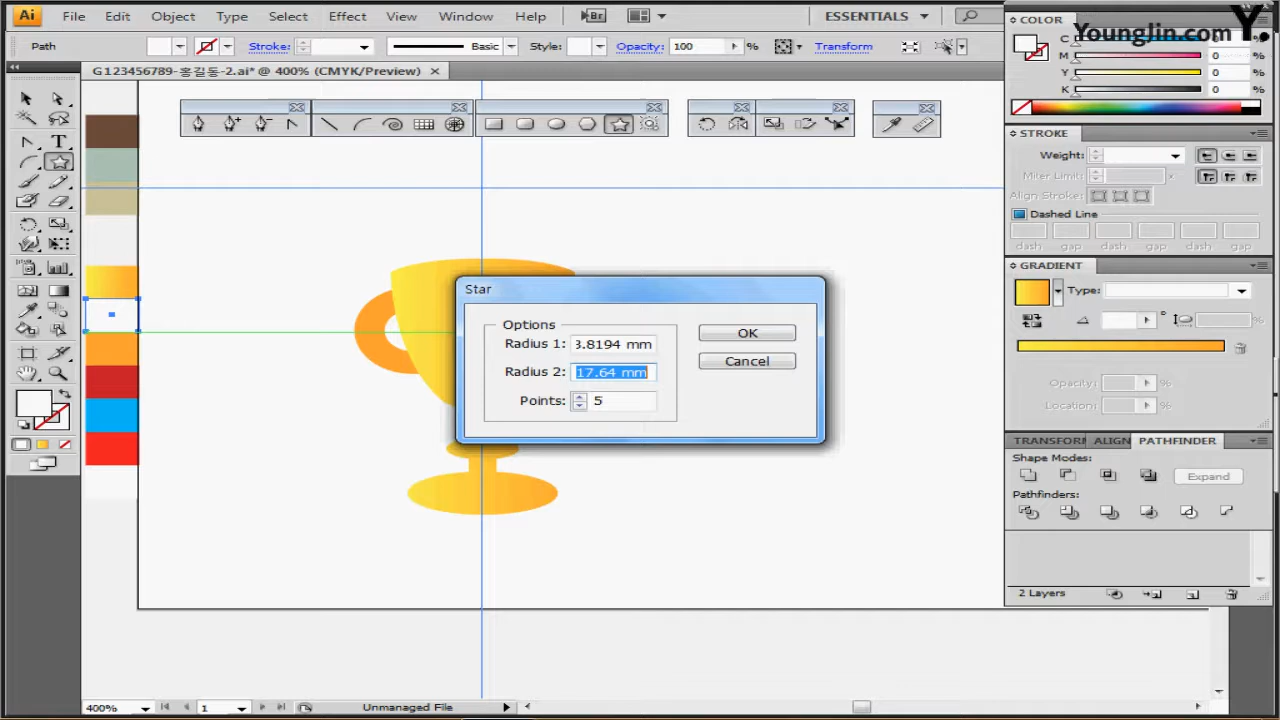 Ai File Edit Object Type Select Effect View Window Help Br ESSENTIALS
Path Stroke: Basic Style: Opacity: 100 % Transform
G123456789-홍길동-2.ai* @ 400% (CMYK/Preview)
COLOR
Younglin.com Y.
C %
M 0 %
Y 0 %
K 0 %
STROKE
Weight:
Miter Limit: x
Align Stroke:
Dashed Line
dash gap dash gap dash gap
GRADIENT
Type:
° %
Opacity: %
Location: %
Star
Options
Radius 1: 3.8194 mm
Radius 2: 17.64 mm
Points: 5
OK
Cancel
TRANSFORM ALIGN PATHFINDER
Shape Modes:
Expand
Pathfinders:
2 Layers
400% 1 Unmanaged File